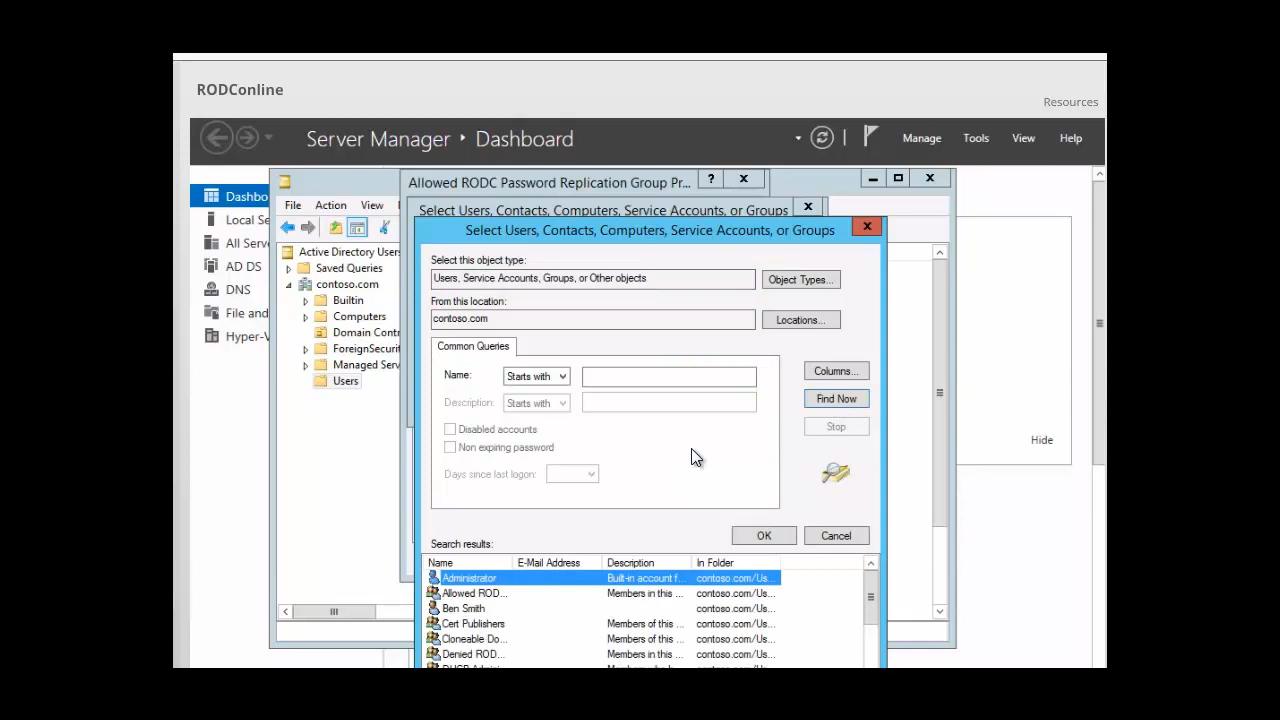 RODConline
Resources
Server Manager • Dashboard
Manage Tools View Help
Allowed RODC Password Replication Group Pr... ?
Dashbo
Local Se
All Serve
AD DS
DNS
File and
Hyper-V
File Action View
Active Directory Users
Saved Queries
contoso.com
Builtin
Computers
Domain Contr
ForeignSecurit
Managed Serv
Users
Select Users, Contacts, Computers, Service Accounts, or Groups
Select Users, Contacts, Computers, Service Accounts, or Groups
Select this object type:
Users, Service Accounts, Groups, or Other objects
Object Types...
From this location:
contoso.com
Locations...
Common Queries
Name: Starts with
Description: Starts with
Disabled accounts
Non expiring password
Days since last logon:
Columns...
Find Now
Stop
Hide
OK Cancel
Search results:
Name E-Mail Address Description In Folder
Administrator Built-in account f... contoso.com/Us...
Allowed ROD... Members in this ... contoso.com/Us...
Ben Smith contoso.com/Us...
Cert Publishers Members of this ... contoso.com/Us...
Cloneable Do... Members of this ... contoso.com/Us...
Denied ROD... Members in this ... contoso.com/Us...